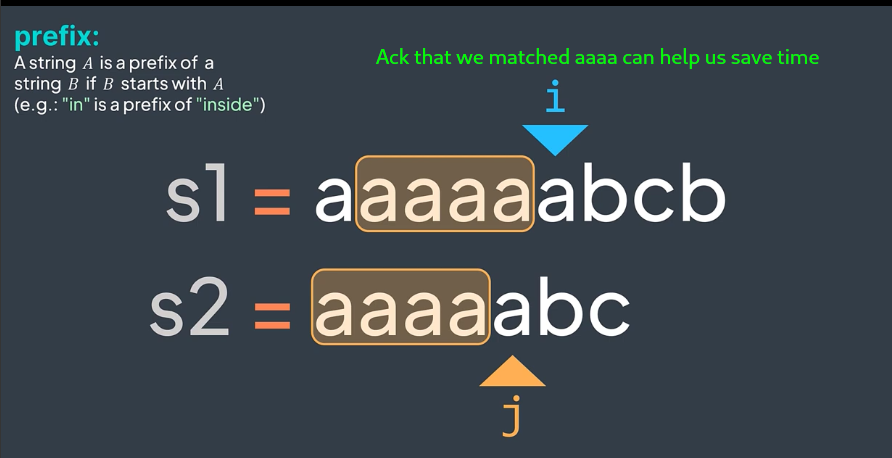 prefix:
A string A is a prefix of a
string B if B starts with A
(e.g.: "in" is a prefix of "inside")
Ack that we matched aaaa can help us save time
i
s1 = aaaaaabcb
s2 = aaaaabc
j